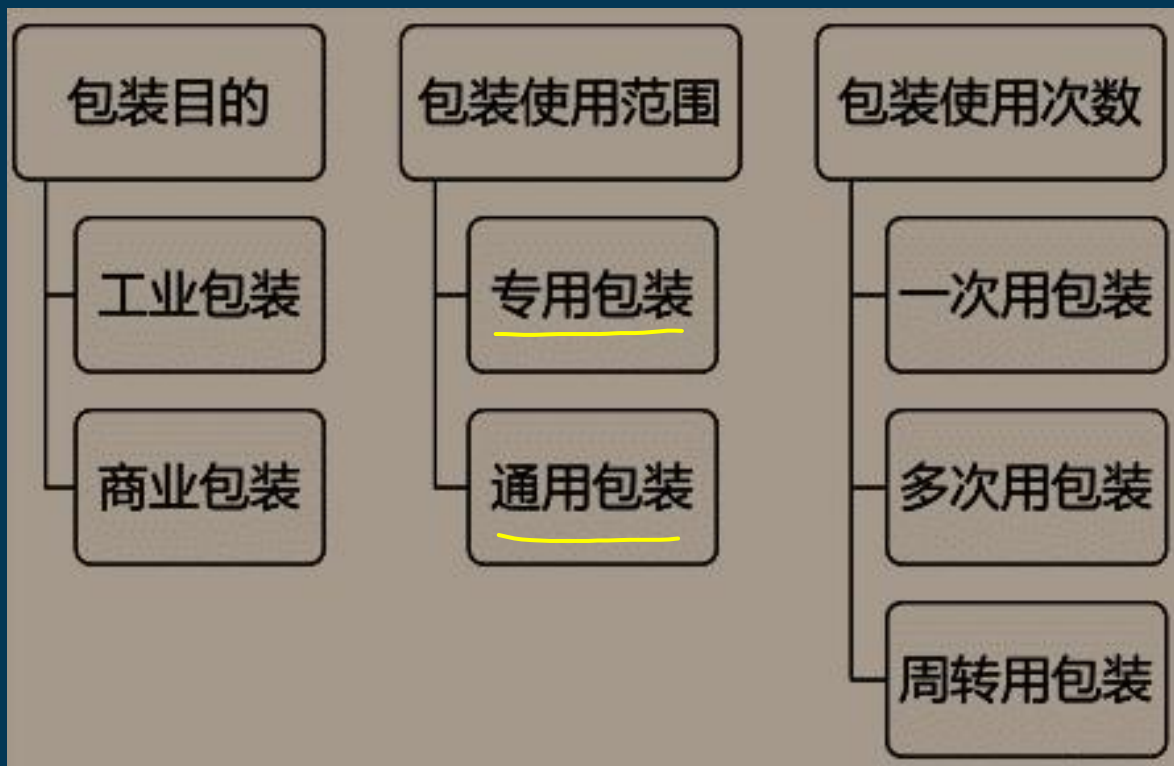 包装目的
工业包装
商业包装
包装使用范围
专用包装
通用包装
包装使用次数
一次用包装
多次用包装
周转用包装